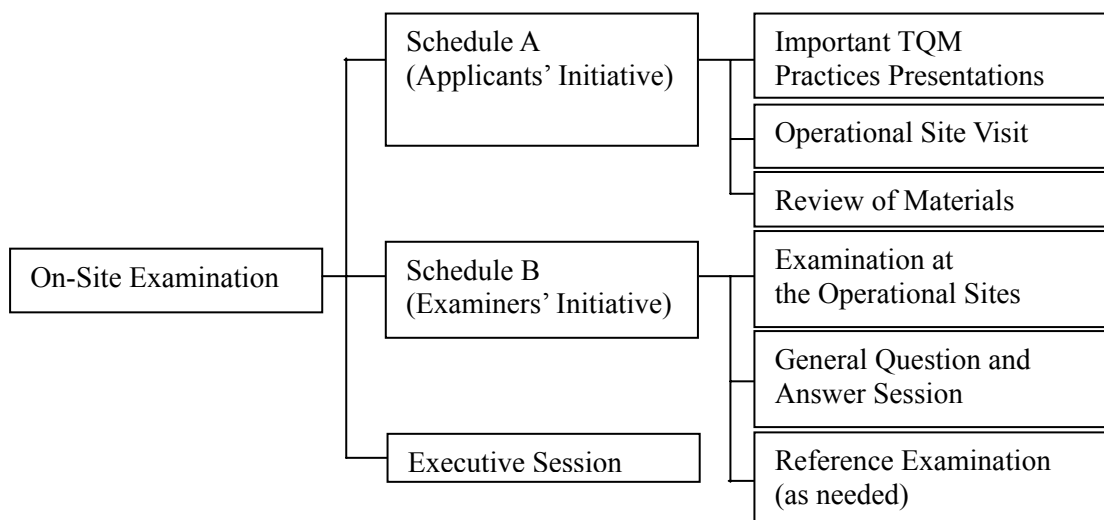 On-Site Examination
Schedule A
(Applicants’ Initiative)
Important TQM
Practices Presentations
Operational Site Visit
Review of Materials
Schedule B
(Examiners’ Initiative)
Examination at
the Operational Sites
General Question and
Answer Session
Reference Examination
(as needed)
Executive Session